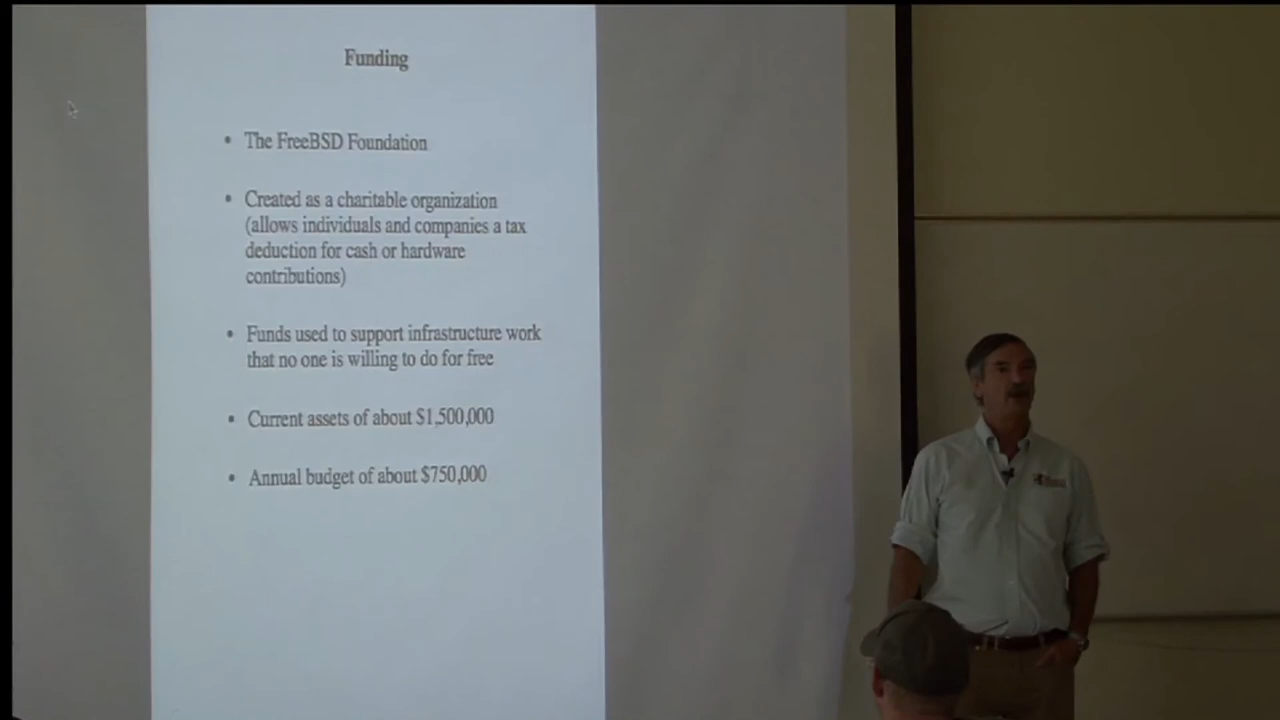 Funding
• The FreeBSD Foundation
• Created as a charitable organization
(allows individuals and companies a tax
deduction for cash or hardware
contributions)
• Funds used to support infrastructure work
that no one is willing to do for free
• Current assets of about $1,500,000
• Annual budget of about $750,000